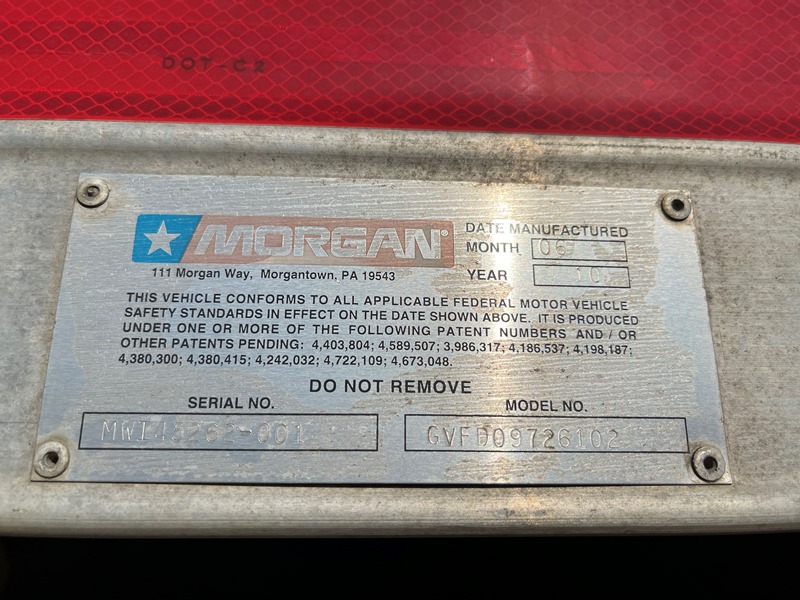 DOT-C2
MORGAN®
111 Morgan Way, Morgantown, PA 19543
DATE MANUFACTURED
MONTH 06
YEAR 10
THIS VEHICLE CONFORMS TO ALL APPLICABLE FEDERAL MOTOR VEHICLE
SAFETY STANDARDS IN EFFECT ON THE DATE SHOWN ABOVE. IT IS PRODUCED
UNDER ONE OR MORE OF THE FOLLOWING PATENT NUMBERS AND / OR
OTHER PATENTS PENDING: 4,403,804; 4,589,507; 3,986,317; 4,186,537; 4,198,187;
4,380,300; 4,380,415; 4,242,032; 4,722,109; 4,673,048.
DO NOT REMOVE
SERIAL NO.
MODEL NO.
GVFD09726102